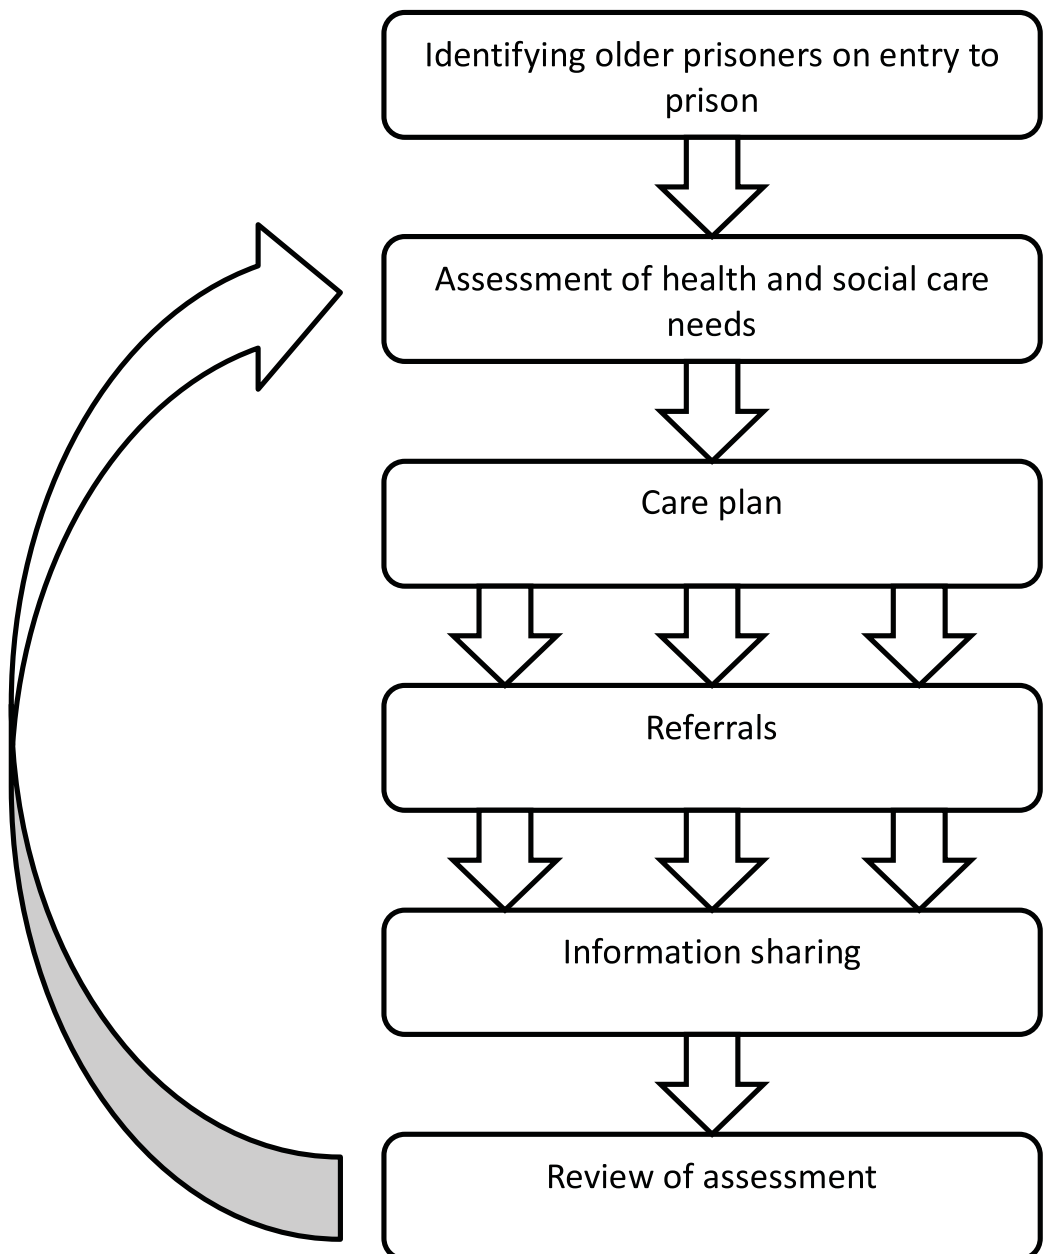 Identifying older prisoners on entry to
prison
Assessment of health and social care
needs
Care plan
Referrals
Information sharing
Review of assessment